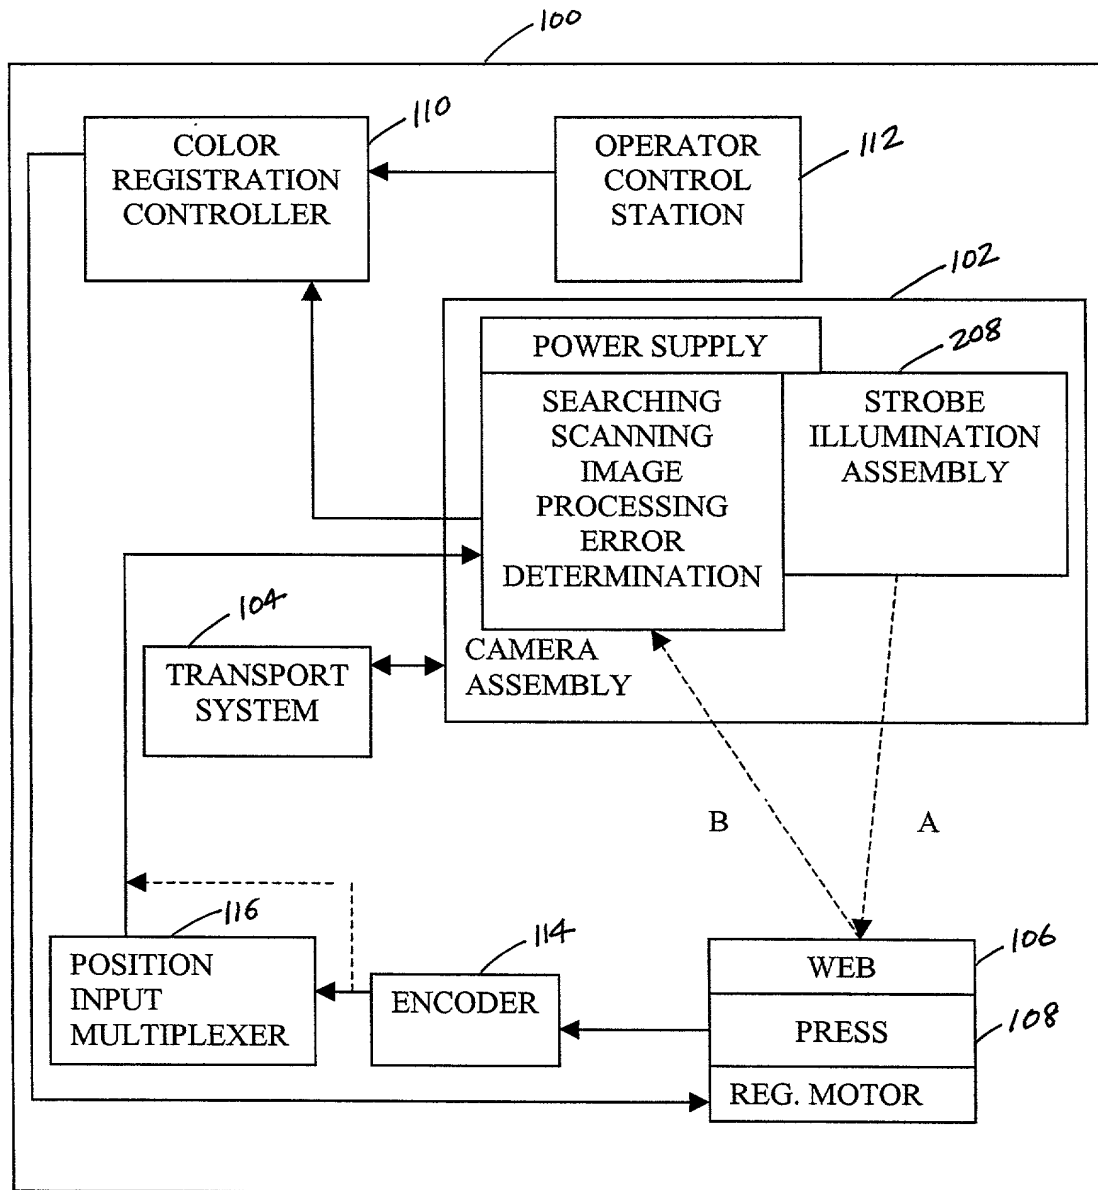 100
COLOR
REGISTRATION
CONTROLLER
110
OPERATOR
CONTROL
STATION
112
102
POWER SUPPLY
208
SEARCHING
SCANNING
IMAGE
PROCESSING
ERROR
DETERMINATION
STROBE
ILLUMINATION
ASSEMBLY
104
TRANSPORT
SYSTEM
CAMERA
ASSEMBLY
B
A
116
POSITION
INPUT
MULTIPLEXER
114
ENCODER
WEB
106
PRESS
108
REG. MOTOR